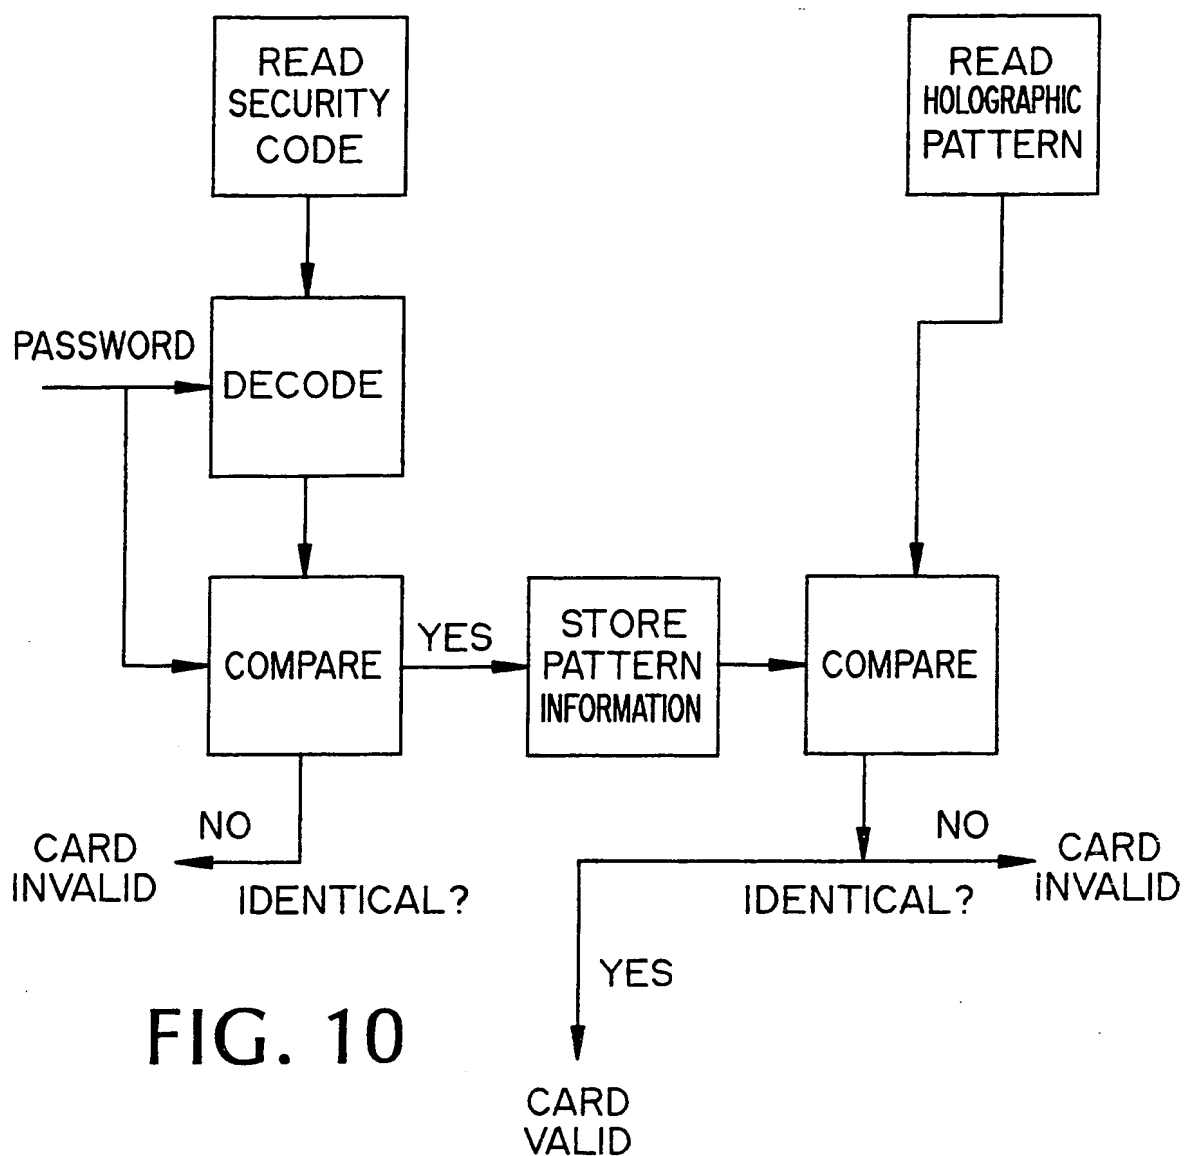 READ
SECURITY
CODE
READ
HOLOGRAPHIC
PATTERN
PASSWORD
DECODE
COMPARE
YES
STORE
PATTERN
INFORMATION
COMPARE
NO
CARD
INVALID
IDENTICAL?
NO
CARD
INVALID
IDENTICAL?
YES
CARD
VALID
FIG. 10